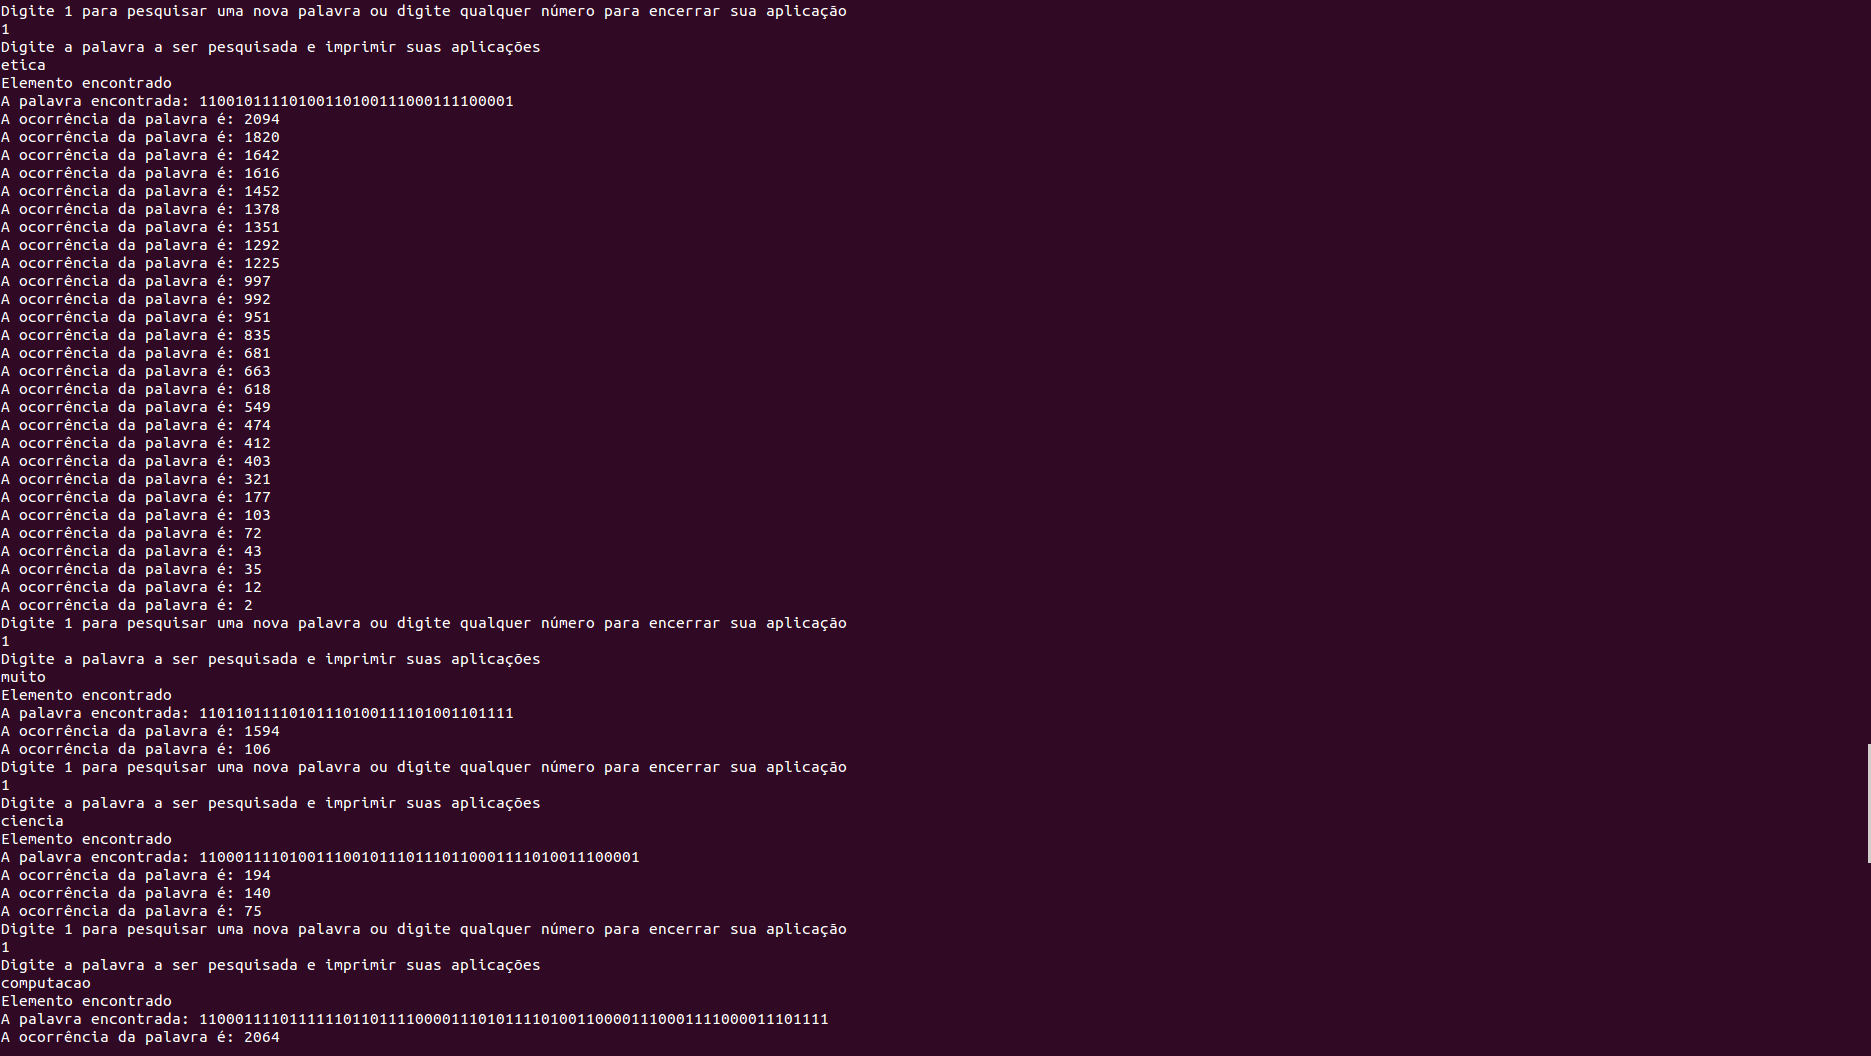 Digite 1 para pesquisar uma nova palavra ou digite qualquer número para encerrar sua aplicação
1
Digite a palavra a ser pesquisada e imprimir suas aplicações
etica
Elemento encontrado
A palavra encontrada: 11001011110100110100111000111100001
A ocorrência da palavra é: 2094
A ocorrência da palavra é: 1820
A ocorrência da palavra é: 1642
A ocorrência da palavra é: 1616
A ocorrência da palavra é: 1452
A ocorrência da palavra é: 1378
A ocorrência da palavra é: 1351
A ocorrência da palavra é: 1292
A ocorrência da palavra é: 1225
A ocorrência da palavra é: 997
A ocorrência da palavra é: 992
A ocorrência da palavra é: 951
A ocorrência da palavra é: 835
A ocorrência da palavra é: 681
A ocorrência da palavra é: 663
A ocorrência da palavra é: 618
A ocorrência da palavra é: 549
A ocorrência da palavra é: 474
A ocorrência da palavra é: 412
A ocorrência da palavra é: 403
A ocorrência da palavra é: 321
A ocorrência da palavra é: 177
A ocorrência da palavra é: 103
A ocorrência da palavra é: 72
A ocorrência da palavra é: 43
A ocorrência da palavra é: 35
A ocorrência da palavra é: 12
A ocorrência da palavra é: 2
Digite 1 para pesquisar uma nova palavra ou digite qualquer número para encerrar sua aplicação
1
Digite a palavra a ser pesquisada e imprimir suas aplicações
muito
Elemento encontrado
A palavra encontrada: 11011011110101110100111101001101111
A ocorrência da palavra é: 1594
A ocorrência da palavra é: 106
Digite 1 para pesquisar uma nova palavra ou digite qualquer número para encerrar sua aplicação
1
Digite a palavra a ser pesquisada e imprimir suas aplicações
ciencia
Elemento encontrado
A palavra encontrada: 1100011110100111001011101110110001111010011100001
A ocorrência da palavra é: 194
A ocorrência da palavra é: 140
A ocorrência da palavra é: 75
Digite 1 para pesquisar uma nova palavra ou digite qualquer número para encerrar sua aplicação
1
Digite a palavra a ser pesquisada e imprimir suas aplicações
computacao
Elemento encontrado
A palavra encontrada: 1100011110111111011011110000111010111101001100001110001111000011101111
A ocorrência da palavra é: 2064